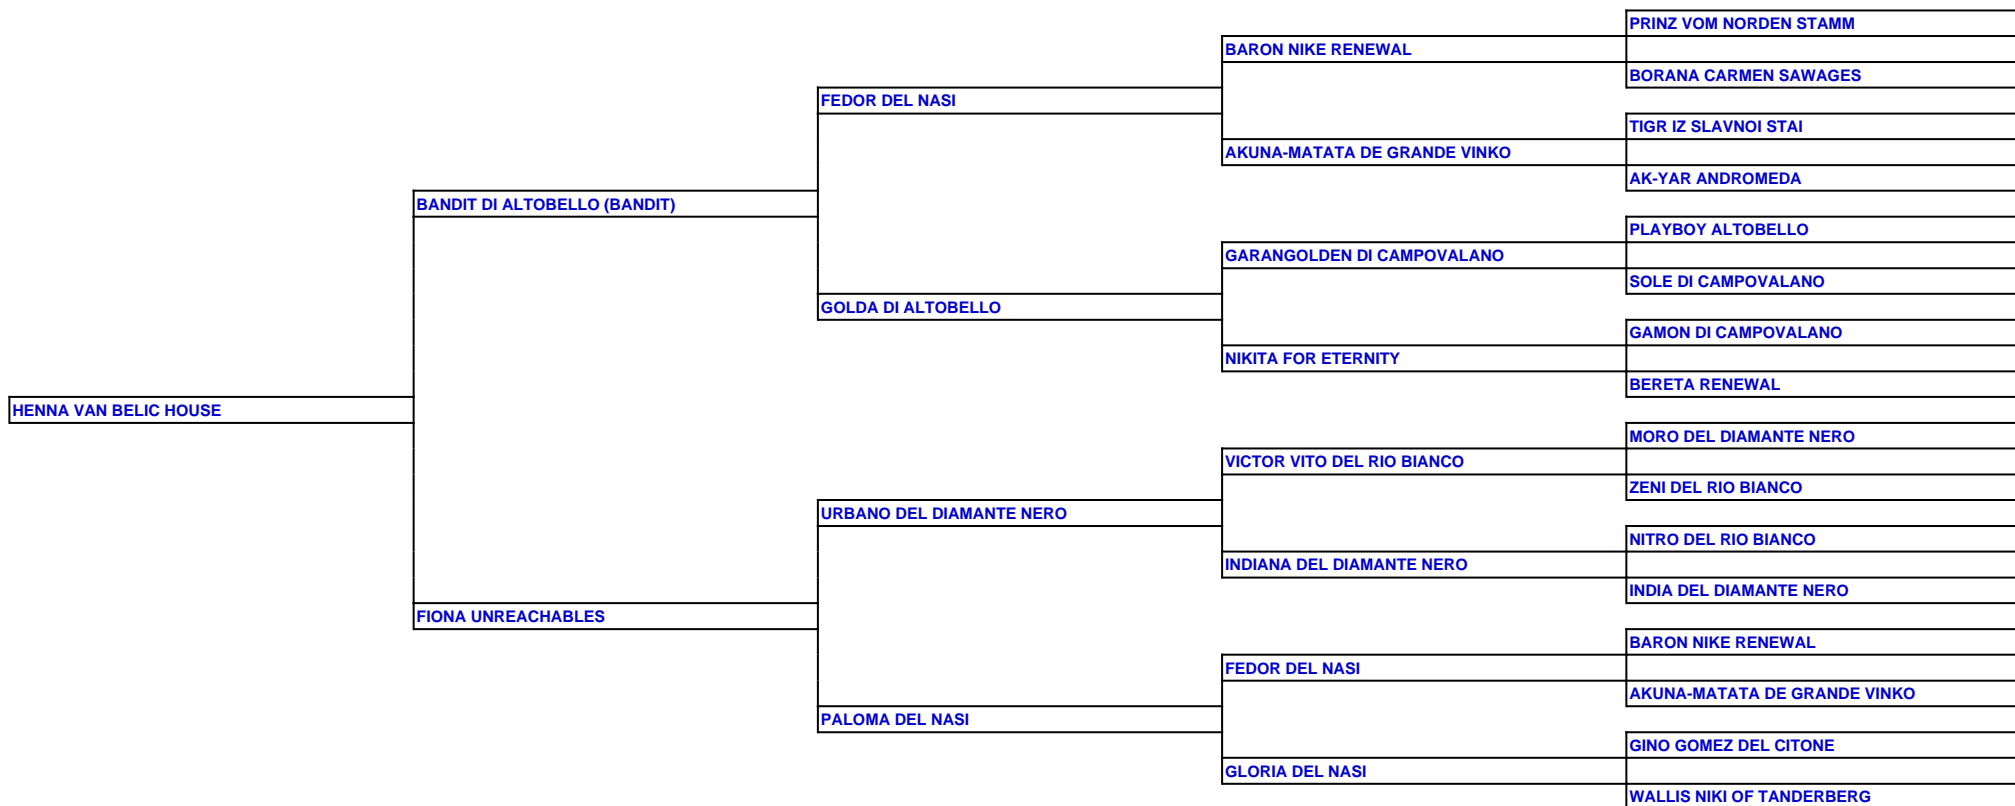 PRINZ VOM NORDEN STAMM
BARON NIKE RENEWAL
BORANA CARMEN SAWAGES
FEDOR DEL NASI
TIGR IZ SLAVNOI STAI
AKUNA-MATATA DE GRANDE VINKO
AK-YAR ANDROMEDA
BANDIT DI ALTOBELLO (BANDIT)
PLAYBOY ALTOBELLO
GARANGOLDEN DI CAMPOVALANO
SOLE DI CAMPOVALANO
GOLDA DI ALTOBELLO
GAMON DI CAMPOVALANO
NIKITA FOR ETERNITY
BERETA RENEWAL
HENNA VAN BELIC HOUSE
MORO DEL DIAMANTE NERO
VICTOR VITO DEL RIO BIANCO
ZENI DEL RIO BIANCO
URBANO DEL DIAMANTE NERO
NITRO DEL RIO BIANCO
INDIANA DEL DIAMANTE NERO
INDIA DEL DIAMANTE NERO
FIONA UNREACHABLES
BARON NIKE RENEWAL
FEDOR DEL NASI
AKUNA-MATATA DE GRANDE VINKO
PALOMA DEL NASI
GINO GOMEZ DEL CITONE
GLORIA DEL NASI
WALLIS NIKI OF TANDERBERG